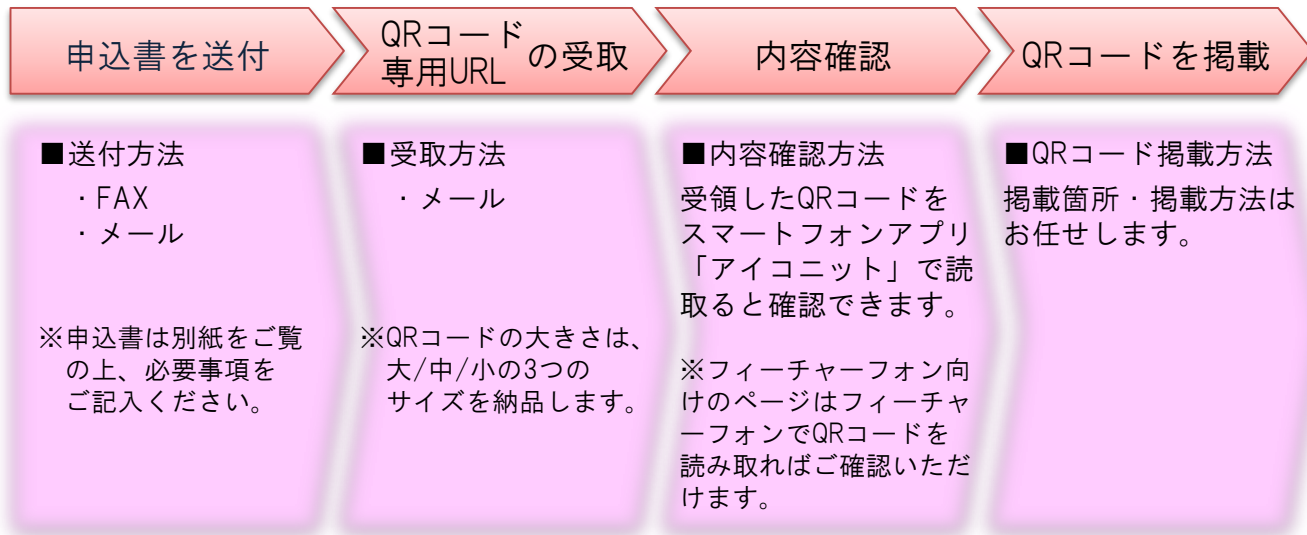 申込書を送付
QRコード
専用URL
の受取
内容確認
QRコードを掲載
■送付方法
・FAX
・メール
※申込書は別紙をご覧
の上、必要事項を
ご記入ください。
■受取方法
・メール
※QRコードの大きさは、
大/中/小の3つの
サイズを納品します。
■内容確認方法
受領したQRコードを
スマートフォンアプリ
「アイコニット」で読
取ると確認できます。
※フィーチャーフォン向
けのページはフィーチャ
ーフォンでQRコードを
読み取ればご確認いただ
けます。
■QRコード掲載方法
掲載箇所・掲載方法は
お任せします。